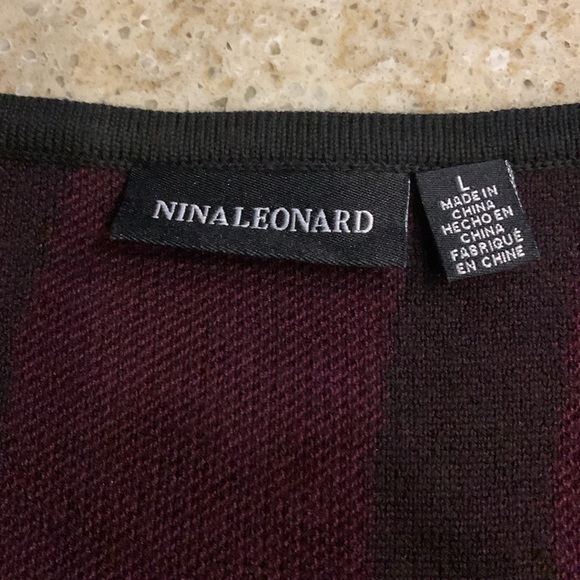 NINALEONARD
L
MADE IN
CHINA
HECHO EN
CHINA
FABRIQUÉ
EN CHINE